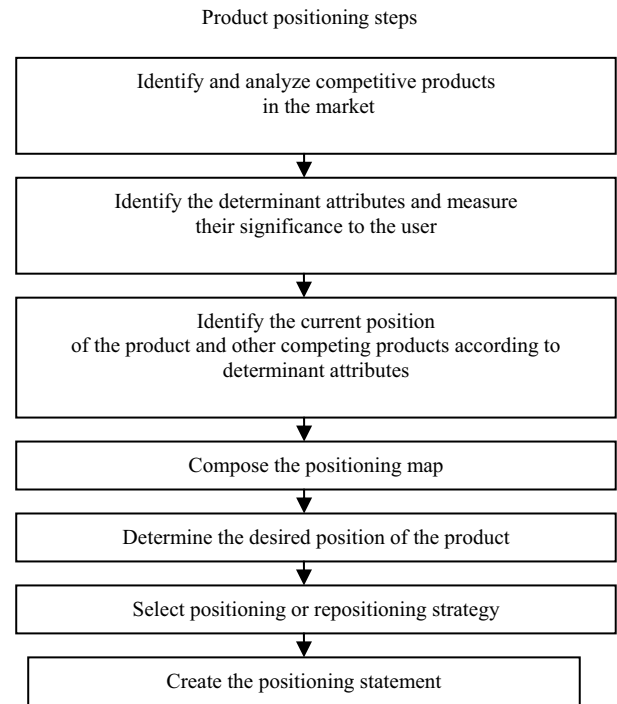 Product positioning steps
Identify and analyze competitive products
in the market
Identify the determinant attributes and measure
their significance to the user
Identify the current position
of the product and other competing products according to
determinant attributes
Compose the positioning map
Determine the desired position of the product
Select positioning or repositioning strategy
Create the positioning statement